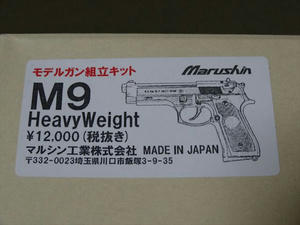 モデルガン組立キット
Marushin
M9
HeavyWeight
¥12,000(税抜き)
マルシン工業株式会社 MADE IN JAPAN
〒332-0023埼玉県川口市飯塚3-9-35